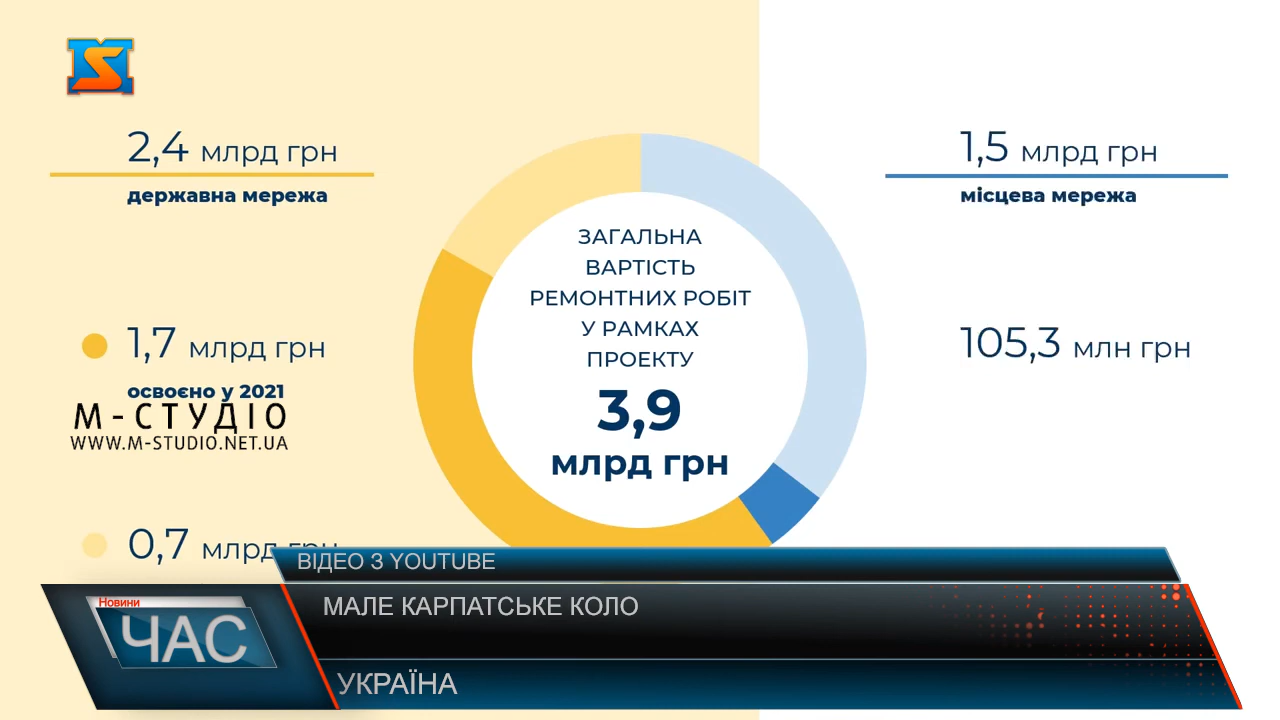 2,4 млрд грн
державна мережа
1,5 млрд грн
місцева мережа
ЗАГАЛЬНА
ВАРТІСТЬ
РЕМОНТНИХ РОБІТ
У РАМКАХ
ПРОЕКТУ
3,9
млрд грн
1,7 млрд грн
освоєно у 2021
М-СТУДІО
WWW.M-STUDIO.NET.UA
105,3 млн грн
0,7 млрд грн
ВІДЕО З YOUTUBE
Новини
ЧАС
МАЛЕ КАРПАТСЬКЕ КОЛО
УКРАЇНА